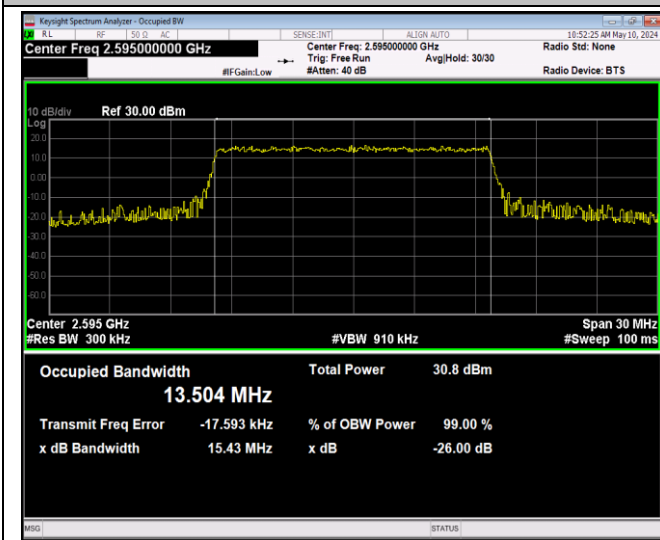 Keysight Spectrum Analyzer - Occupied BW
RL RF 50 Ω AC SENSE:INT ALIGN AUTO 10:52:25 AM May 10, 2024
Center Freq 2.595000000 GHz Center Freq: 2.595000000 GHz Radio Std: None
Trig: Free Run Avg|Hold: 30/30
#IFGain:Low #Atten: 40 dB Radio Device: BTS
10 dB/div Ref 30.00 dBm
Log
20.0
10.0
0.00
-10.0
-20.0
-30.0
-40.0
-50.0
-60.0
Center 2.595 GHz Span 30 MHz
#Res BW 300 kHz #VBW 910 kHz #Sweep 100 ms
Occupied Bandwidth Total Power 30.8 dBm
13.504 MHz
Transmit Freq Error -17.593 kHz % of OBW Power 99.00 %
x dB Bandwidth 15.43 MHz x dB -26.00 dB
MSG STATUS